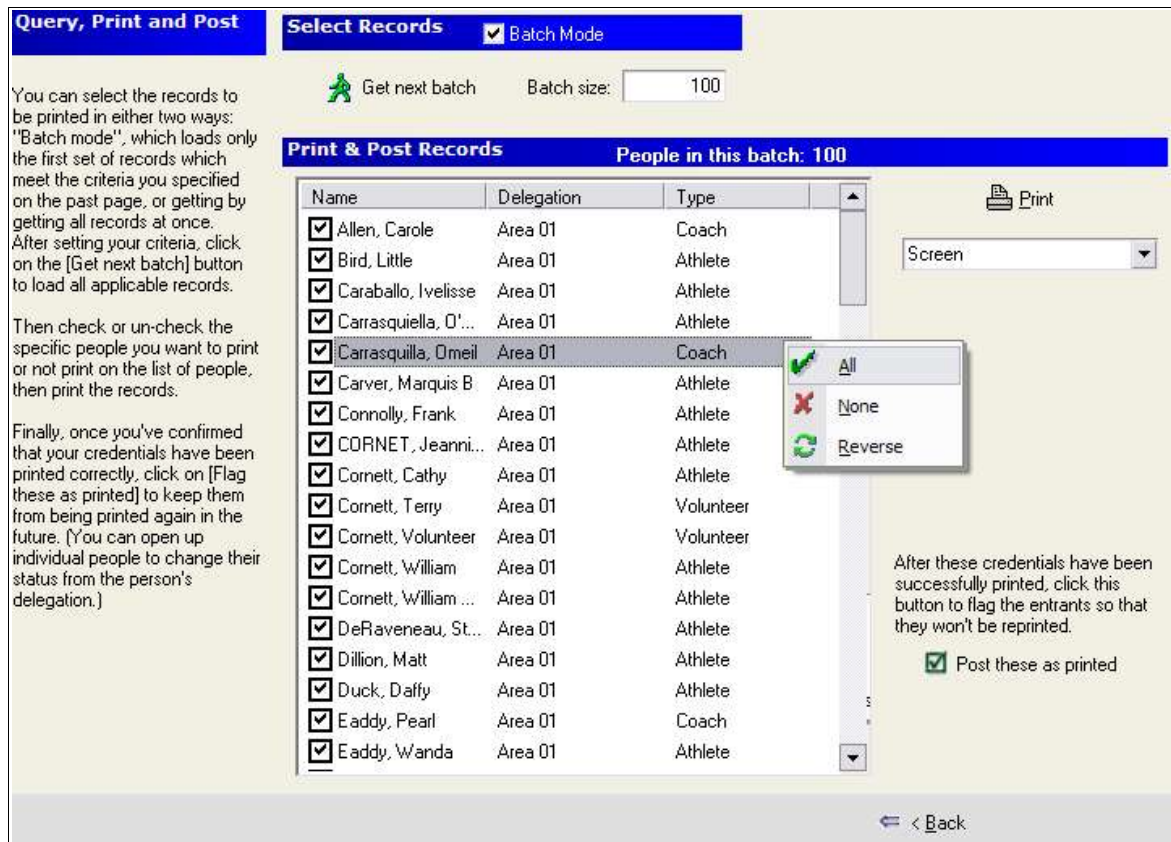 Query, Print and Post
You can select the records to
be printed in either two ways:
"Batch mode", which loads only
the first set of records which
meet the criteria you specified
on the past page, or getting by
getting all records at once.
After setting your criteria, click
on the [Get next batch] button
to load all applicable records.
Then check or un-check the
specific people you want to print
or not print on the list of people,
then print the records.
Finally, once you've confirmed
that your credentials have been
printed correctly, click on [Flag
these as printed] to keep them
from being printed again in the
future. (You can open up
individual people to change their
status from the person's
delegation.)
Select Records Batch Mode
Get next batch Batch size: 100
Print & Post Records People in this batch: 100
Name Delegation Type
Allen, Carole Area 01 Coach
Bird, Little Area 01 Athlete
Caraballo, Ivelisse Area 01 Athlete
Carrasquiella, O'... Area 01 Athlete
Carrasquilla, Omeil Area 01 Coach
Carver, Marquis B Area 01 Athlete
Connolly, Frank Area 01 Athlete
CORNET, Jeanni... Area 01 Athlete
Cornett, Cathy Area 01 Athlete
Cornett, Terry Area 01 Volunteer
Cornett, Volunteer Area 01 Volunteer
Cornett, William Area 01 Athlete
Cornett, William ... Area 01 Athlete
DeRaveneau, St... Area 01 Athlete
Dillion, Matt Area 01 Athlete
Duck, Daffy Area 01 Athlete
Eaddy, Pearl Area 01 Coach
Eaddy, Wanda Area 01 Athlete
Print
Screen
All
None
Reverse
After these credentials have been
successfully printed, click this
button to flag the entrants so that
they won't be reprinted.
Post these as printed
< Back